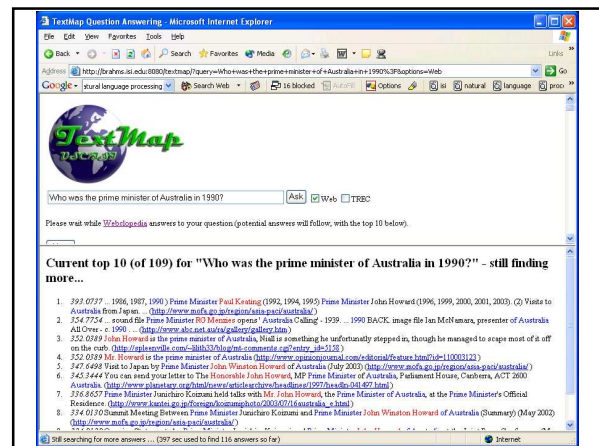 TextMap Question Answering - Microsoft Internet Explorer
File Edit View Favorites Tools Help
Back Search Favorites Media Links
Address http://brahms.isi.edu:8080/textmap/?query=Who+was+the+prime+minister+of+Australia+in+1990%3F&options=Web Go
Google stural language processing Search Web 16 blocked AutoFill Options isi natural language proc
TextMap
USC/ISI
Who was the prime minister of Australia in 1990? Ask Web TREC
Please wait while Webclopedia answers to your question (potential answers will follow, with the top 10 below).
Current top 10 (of 109) for "Who was the prime minister of Australia in 1990?" - still finding
more...
1. 393.0737 ... 1986, 1987, 1990 ) Prime Minister Paul Keating (1992, 1994, 1995) Prime Minister John Howard (1996, 1999, 2000, 2001, 2003). (2) Visits to
Australia from Japan. ... (http://www.mofa.go.jp/region/asia-paci/australia/ )
2. 354.7754 ... sound file Prime Minister RG Menzies opens ' Australia Calling' - 1939. ... 1990 BACK. image file Jan McNamara, presenter of Australia
All Over - c. 1990 . ... (http://www.abc.net.au/ra/gallery/gallery.htm )
3. 352.0389 John Howard is the prime minister of Australia, Niall is something he unfortunately stepped in, though he managed to scrape most of it off
on the curb. (http://spleenville.com/--lilith33/blog/mt-comments.cgi?entry_id=5158 )
4. 352.0389 Mr. Howard is the prime minister of Australia (http://www.opinionjournal.com/editorial/feature.html?id=110003123 )
5. 347.6498 Visit to Japan by Prime Minister John Winston Howard of Australia (July 2003) (http://www.mofa.go.jp/region/asia-paci/australia/ )
6. 345.3444 You can send your letter to The Honorable John Howard, MP Prime Minister of Australia, Parliament House, Canberra, ACT 2600
Australia. (http://www.planetary.org/html/news/articlearchive/headlines/1997/headln-041497.html )
7. 336.8657 Prime Minister Junichiro Koizumi held talks with Mr. Howard, the Prime Minister of Australia, at the Prime Minister's Official
Residence. (http://www.kantei.go.jp/foreign/koizumiphoto/2003/07/16australia_e.html )
8. 334.0130 Summit Meeting Between Prime Minister Junichiro Koizumi and Prime Minister John Winston Howard of Australia (Summary) (May 2002)
(http://www.mofa.go.jp/region/asia-paci/australia/ )
Still searching for more answers ... (397 sec used to find 116 answers so far) Internet